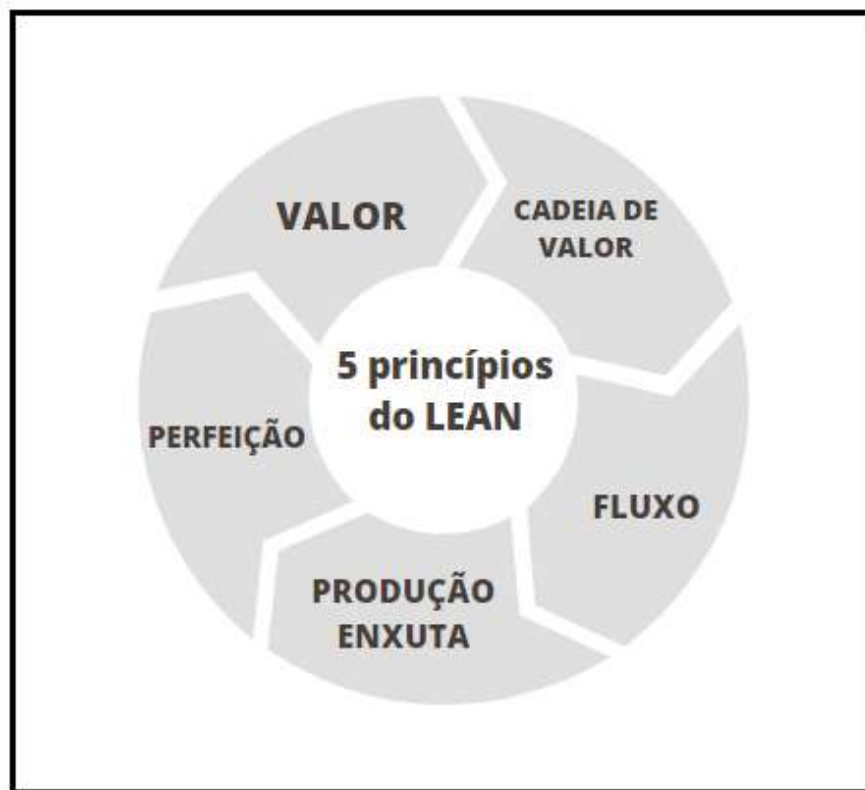 VALOR
CADEIA DE
VALOR
5 princípios
do LEAN
PERFEIÇÃO
FLUXO
PRODUÇÃO
ENXUTA